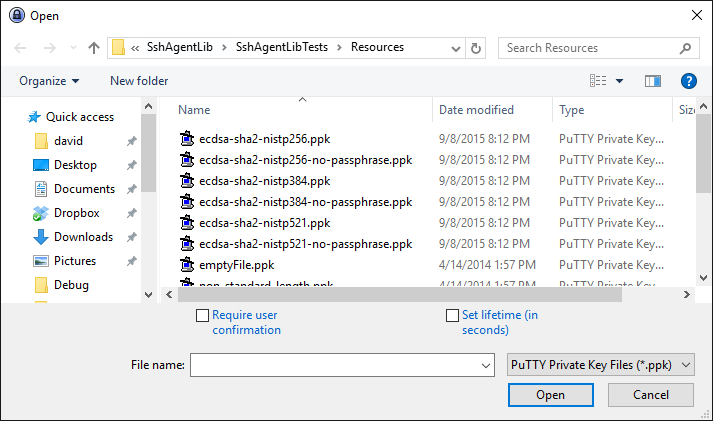 Open
« SshAgentLib › SshAgentLibTests › Resources
Search Resources
Organize
New folder
?
Name
Date modified
Type
Siz
Quick access
david
Desktop
Documents
Dropbox
Downloads
Pictures
Debug
ecdsa-sha2-nistp256.ppk 9/8/2015 8:12 PM PuTTY Private Key...
ecdsa-sha2-nistp256-no-passphrase.ppk 9/8/2015 8:12 PM PuTTY Private Key...
ecdsa-sha2-nistp384.ppk 9/8/2015 8:12 PM PuTTY Private Key...
ecdsa-sha2-nistp384-no-passphrase.ppk 9/8/2015 8:12 PM PuTTY Private Key...
ecdsa-sha2-nistp521.ppk 9/8/2015 8:12 PM PuTTY Private Key...
ecdsa-sha2-nistp521-no-passphrase.ppk 9/8/2015 8:12 PM PuTTY Private Key...
emptyFile.ppk 4/14/2014 1:57 PM PuTTY Private Key...
non-standard-length.ppk 4/14/2014 1:57 PM PuTTY Private Key...
Require user
confirmation
Set lifetime (in
seconds)
File name:
PuTTY Private Key Files (*.ppk)
Open
Cancel